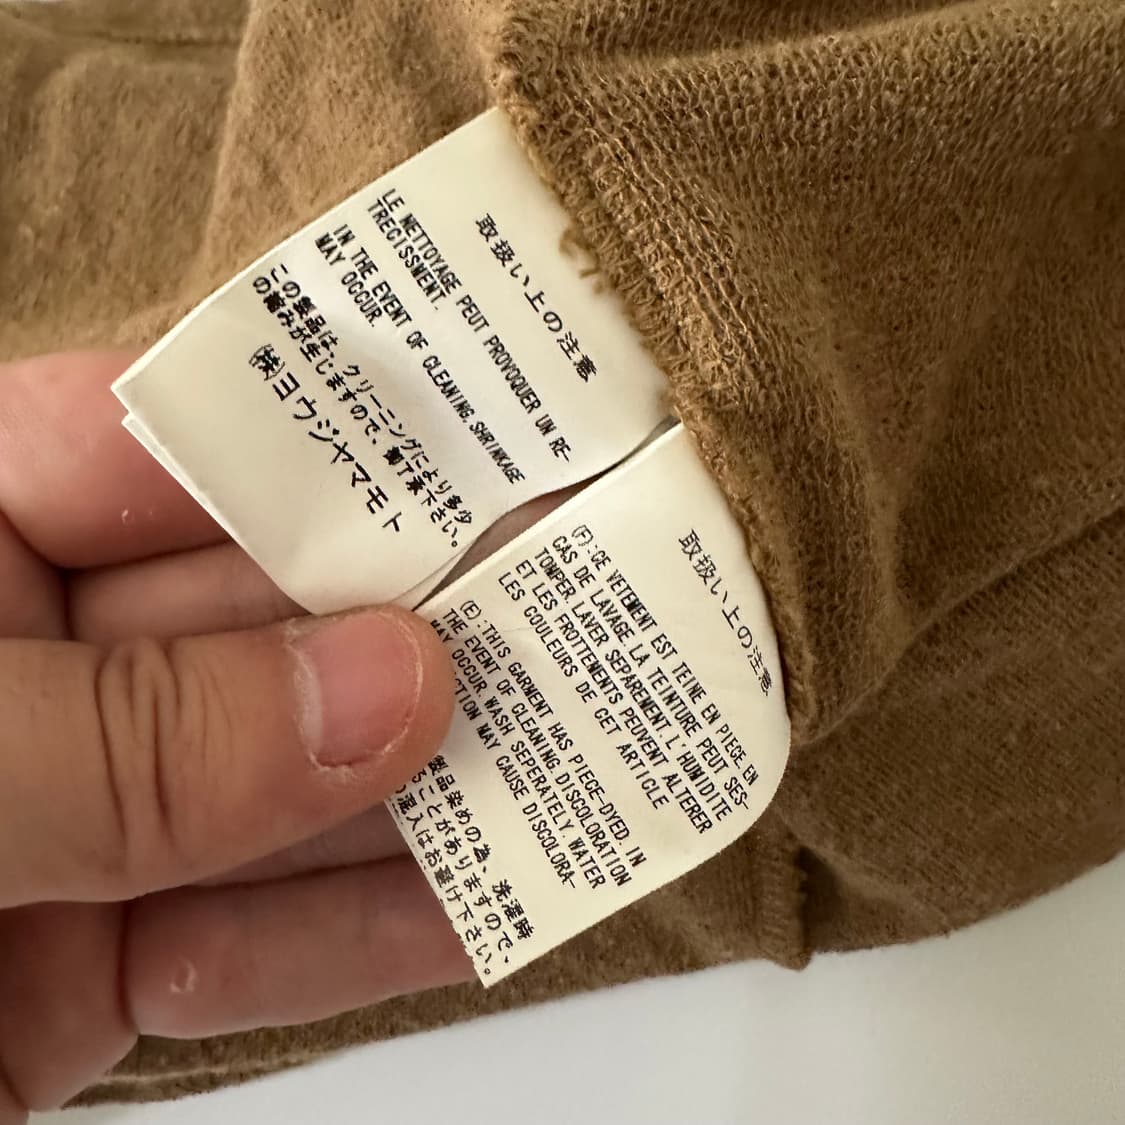 取扱い上の注意
LE NETTOYAGE PEUT PROVOQUER UN RE-
TRECISSMENT.
IN THE EVENT OF CLEANING, SHRINKAGE
MAY OCCUR.
この製品は、クリーニングにより多少
の縮みが生じますので、御了承下さい。
(株)ヨウジヤマモト
取扱い上の注意
(F):CE VETEMENT EST TEINE EN PIECE. EN
CAS DE LAVAGE, LA TEINTURE PEUT SES-
TOMPER. LAVER SEPAREMENT. L'HUMIDITE
ET LES FROTTEMENTS PEUVENT ALTERER
LES COULEURS DE CET ARTICLE
(E):THIS GARMENT HAS PIECE-DYED. IN
THE EVENT OF CLEANING, DISCOLORATION
MAY OCCUR. WASH SEPERATELY. WATER
MAY CAUSE DISCOLORA-
製品染めの為、洗濯時
ことがありますので、
混入はお避け下さい。